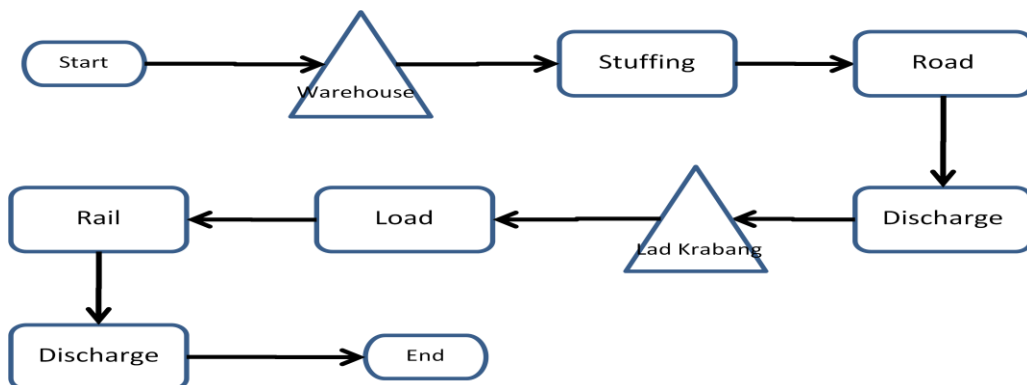 Start
Warehouse
Stuffing
Road
Discharge
Lad Krabang
Load
Rail
Discharge
End